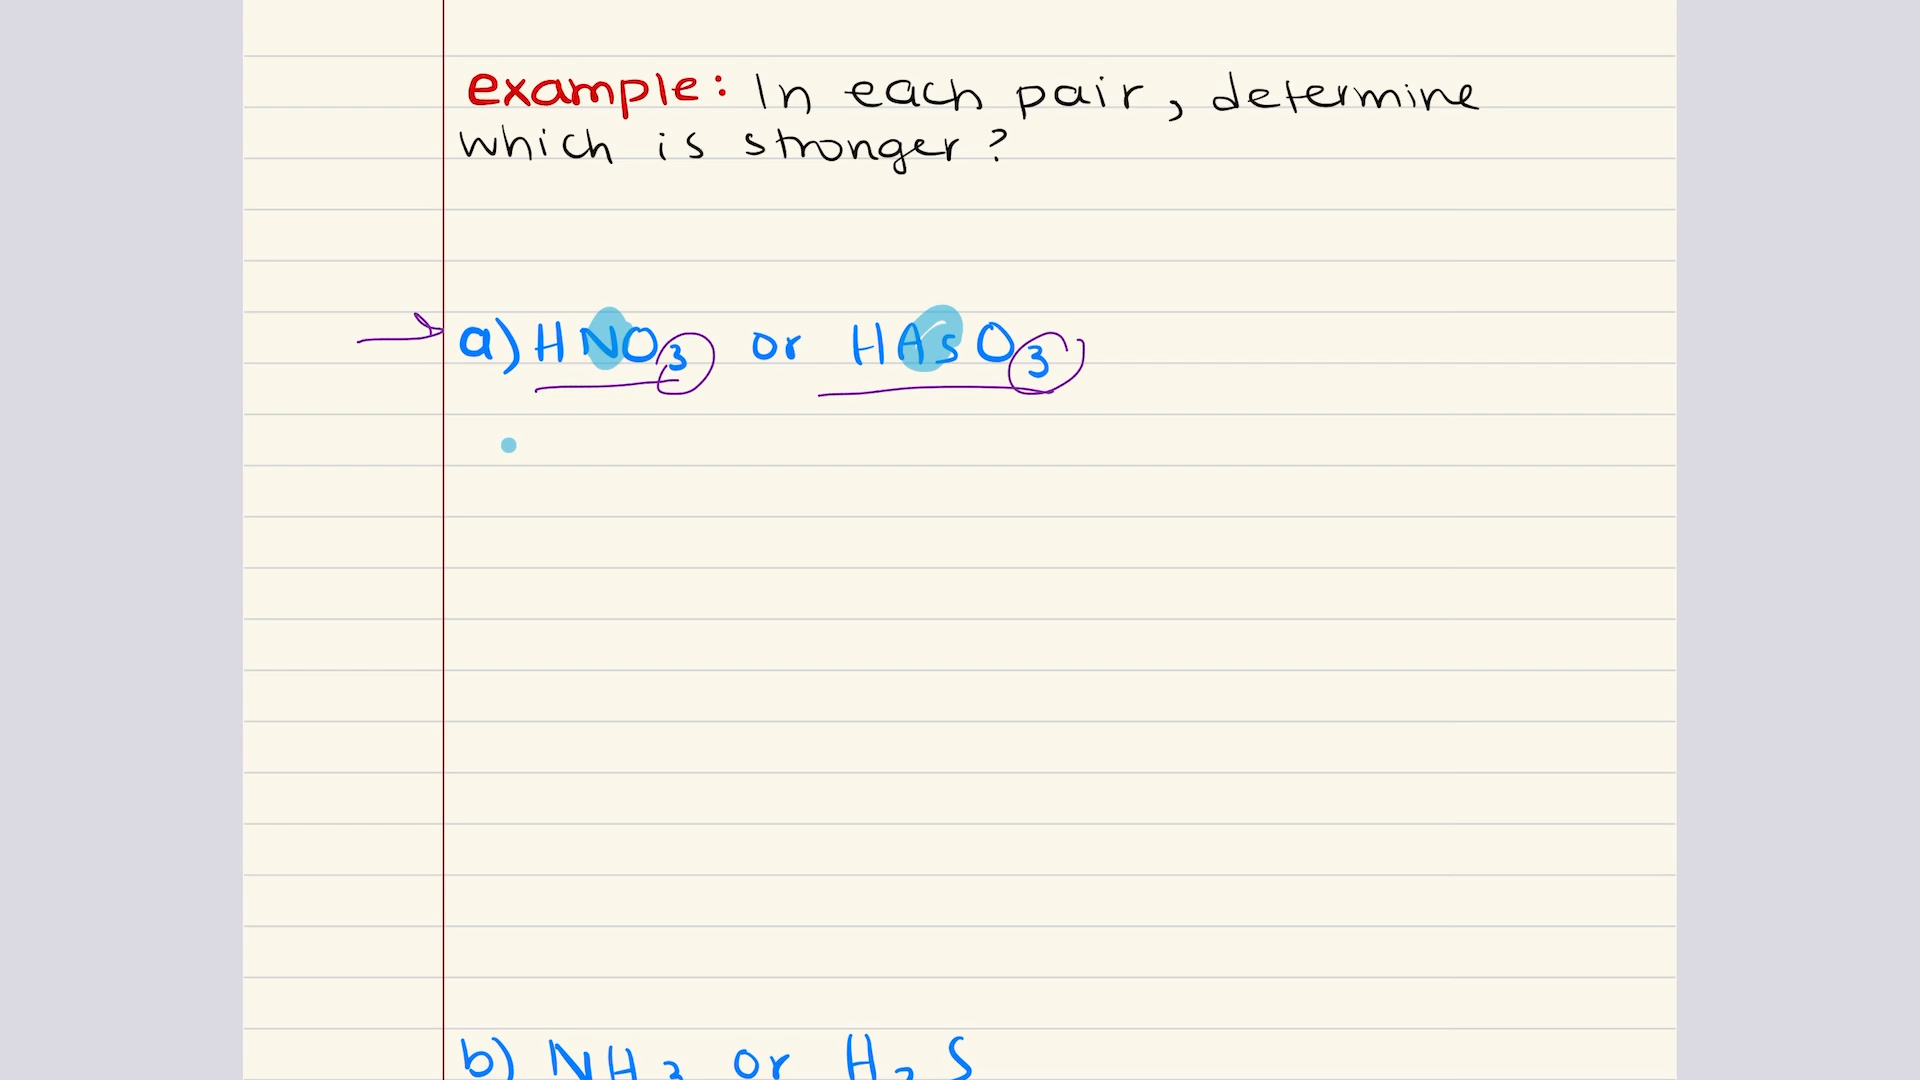 example: In each pair, determine
which is stronger?
a) HNO₃ or HAsO₃
b) NH₃ or H₂S